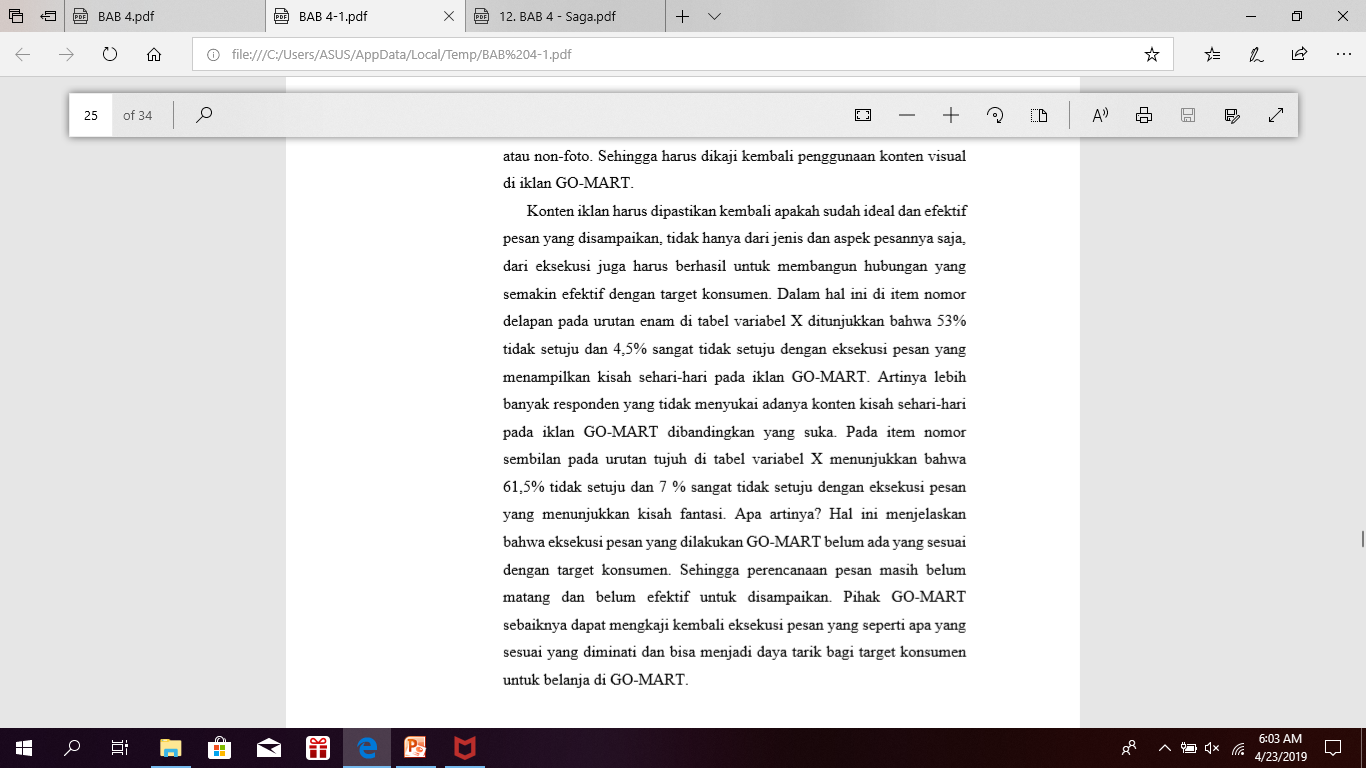 BAB 4.pdf
BAB 4-1.pdf
12. BAB 4 - Saga.pdf
file:///C:/Users/ASUS/AppData/Local/Temp/BAB%204-1.pdf
25 of 34
atau non-foto. Sehingga harus dikaji kembali penggunaan konten visual
di iklan GO-MART.
Konten iklan harus dipastikan kembali apakah sudah ideal dan efektif
pesan yang disampaikan, tidak hanya dari jenis dan aspek pesannya saja,
dari eksekusi juga harus berhasil untuk membangun hubungan yang
semakin efektif dengan target konsumen. Dalam hal ini di item nomor
delapan pada urutan enam di tabel variabel X ditunjukkan bahwa 53%
tidak setuju dan 4,5% sangat tidak setuju dengan eksekusi pesan yang
menampilkan kisah sehari-hari pada iklan GO-MART. Artinya lebih
banyak responden yang tidak menyukai adanya konten kisah sehari-hari
pada iklan GO-MART dibandingkan yang suka. Pada item nomor
sembilan pada urutan tujuh di tabel variabel X menunjukkan bahwa
61,5% tidak setuju dan 7 % sangat tidak setuju dengan eksekusi pesan
yang menunjukkan kisah fantasi. Apa artinya? Hal ini menjelaskan
bahwa eksekusi pesan yang dilakukan GO-MART belum ada yang sesuai
dengan target konsumen. Sehingga perencanaan pesan masih belum
matang dan belum efektif untuk disampaikan. Pihak GO-MART
sebaiknya dapat mengkaji kembali eksekusi pesan yang seperti apa yang
sesuai yang diminati dan bisa menjadi daya tarik bagi target konsumen
untuk belanja di GO-MART.
6:03 AM
4/23/2019